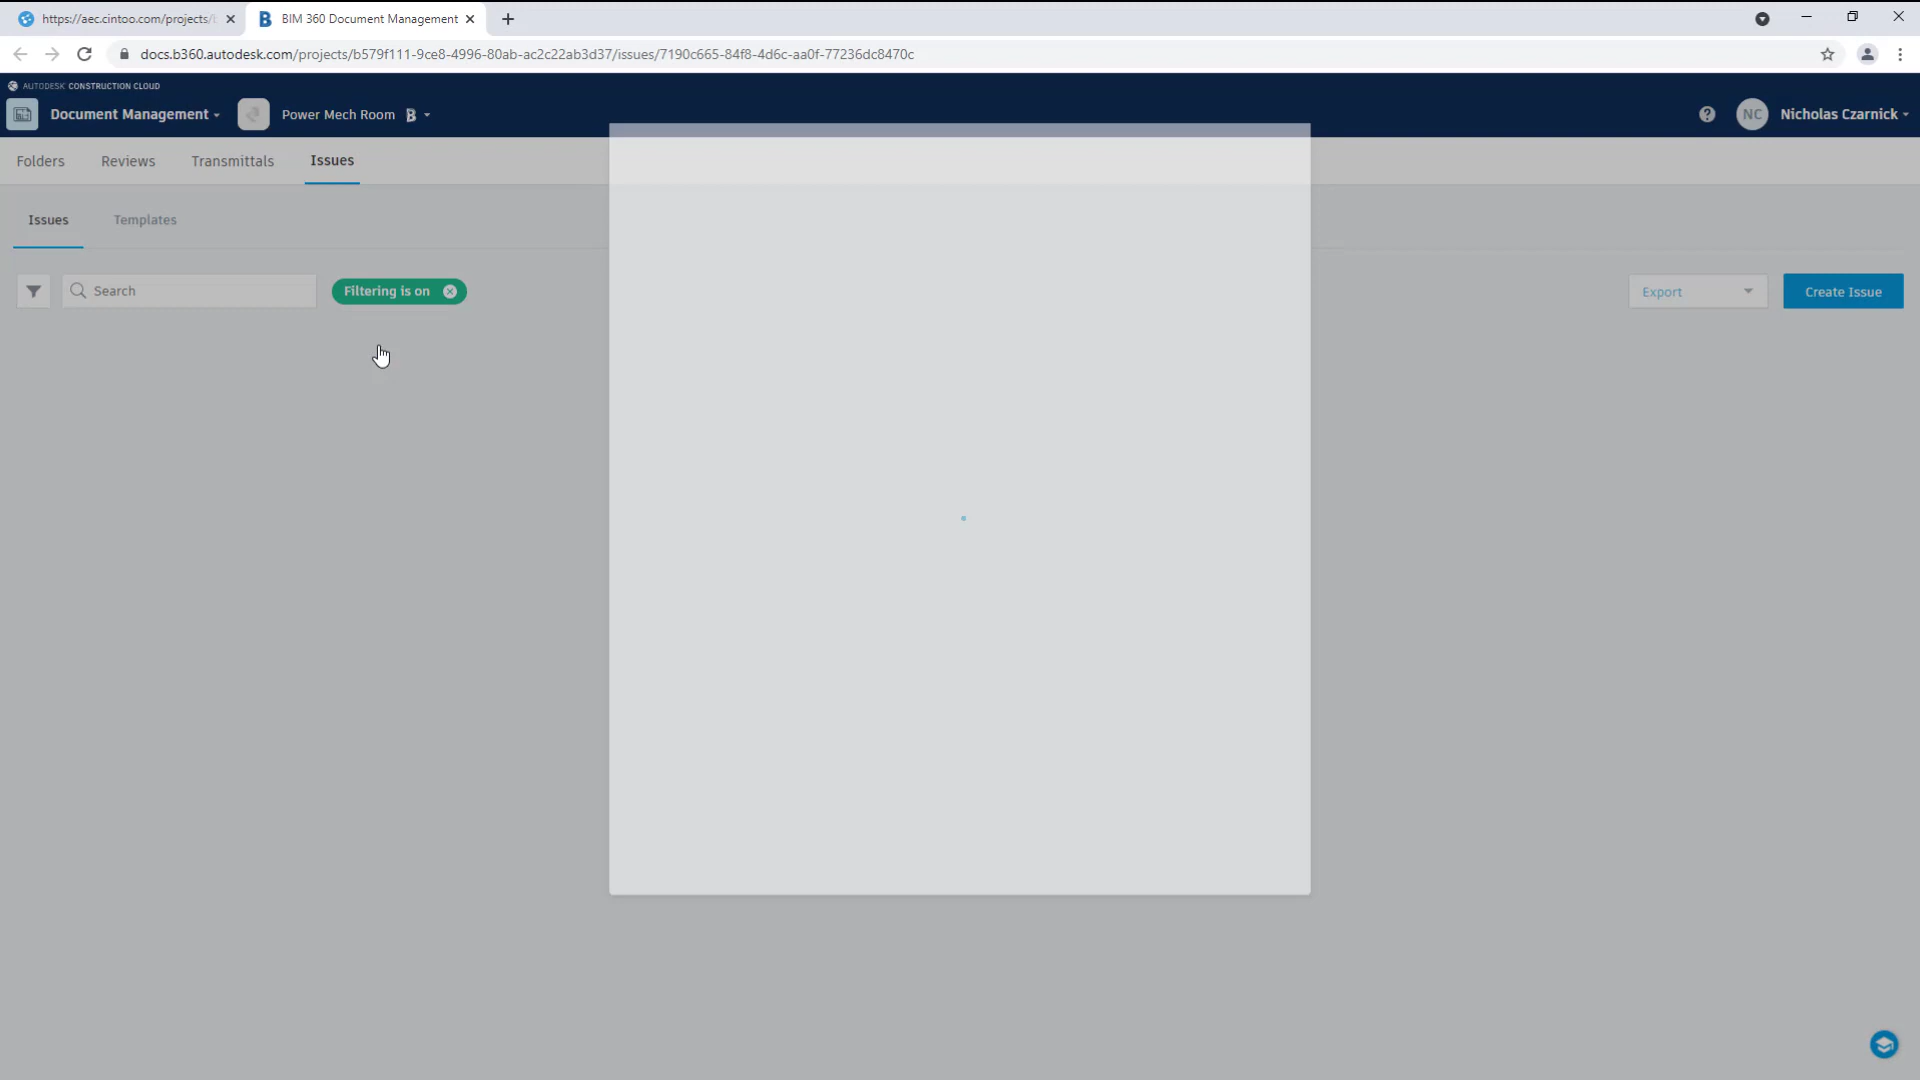 https://aec.cintoo.com/projects/
BIM 360 Document Management
docs.b360.autodesk.com/projects/b579f111-9ce8-4996-80ab-ac2c22ab3d37/issues/7190c665-84f8-4d6c-aa0f-77236dc8470c
AUTODESK CONSTRUCTION CLOUD
Document Management
Power Mech Room B
NC Nicholas Czarnick
Folders Reviews Transmittals Issues
Issues Templates
Search Filtering is on Export Create Issue